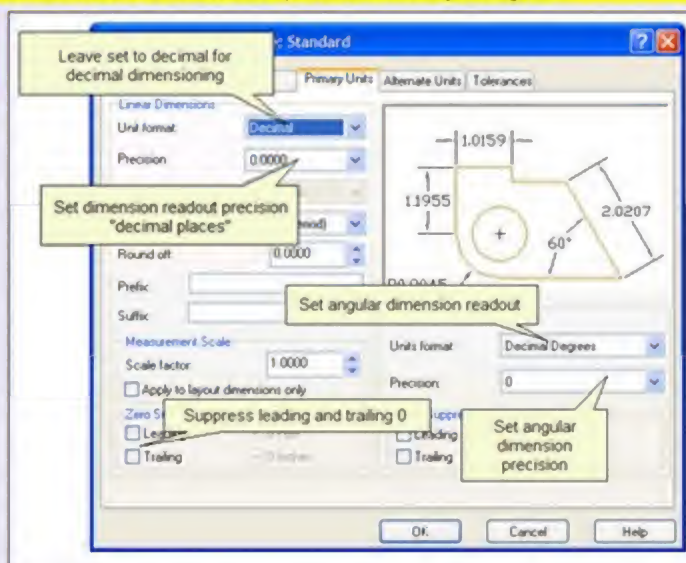 Standard
Leave set to decimal for
decimal dimensioning
Primary Units
Alternate Units
Tolerances
Linear Dimensions
Unit format:
Decimal
Precision
0.0000
Set dimension readout precision
"decimal places"
Round off:
0.0000
Prefix:
Suffix:
1.0159
1.1955
2.0207
60°
Set angular dimension readout
Measurement Scale
Scale factor:
1.0000
Apply to layout dimensions only
Units format:
Decimal Degrees
Precision:
0
Suppress leading and trailing 0
Set angular
dimension
precision
Trailing
Leading
Trailing
OK
Cancel
Help